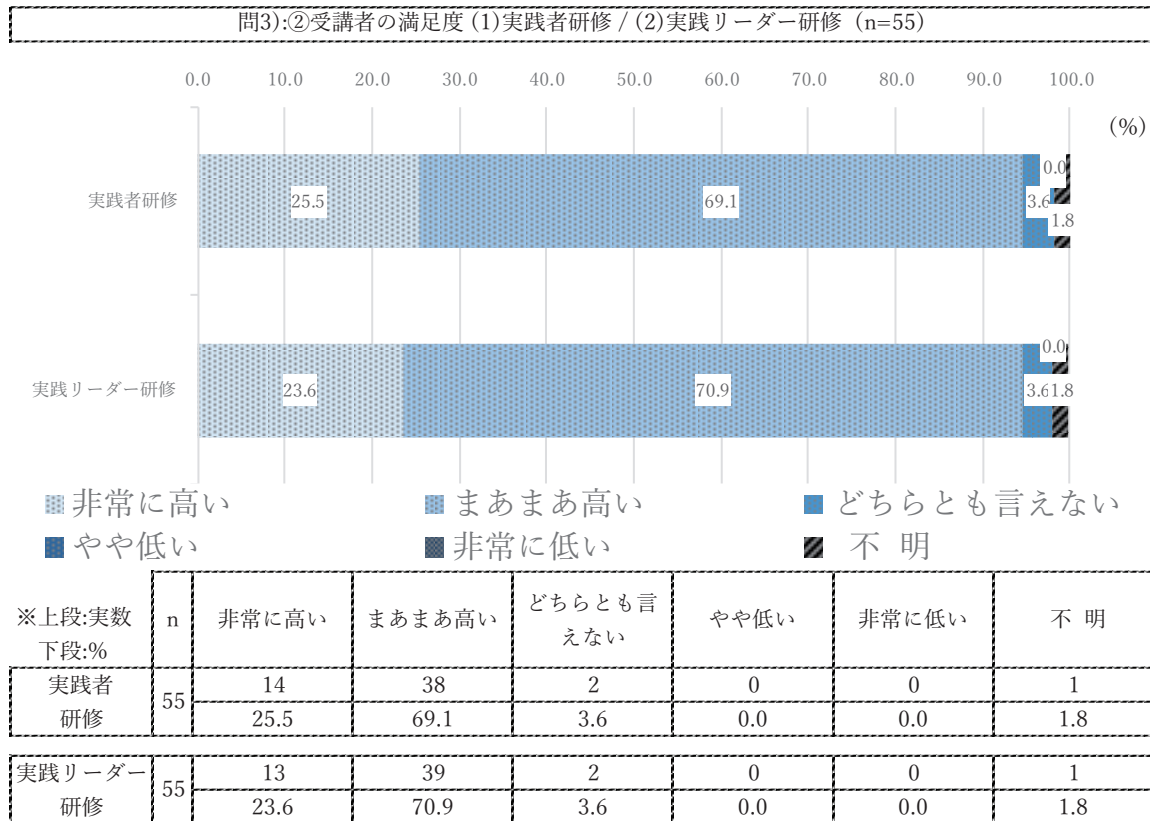 問3):②受講者の満足度 (1)実践者研修 / (2)実践リーダー研修 (n=55)
0.0 10.0 20.0 30.0 40.0 50.0 60.0 70.0 80.0 90.0 100.0
(%)
実践者研修 25.5 69.1 3.6 0.0 1.8
実践リーダー研修 23.6 70.9 3.6 0.0 1.8
非常に高い まあまあ高い どちらとも言えない
やや低い 非常に低い 不 明
※上段:実数
下段:%
n 非常に高い まあまあ高い どちらとも言
えない やや低い 非常に低い 不 明
実践者
研修
55
14 38 2 0 0 1
25.5 69.1 3.6 0.0 0.0 1.8
実践リーダー
研修
55
13 39 2 0 0 1
23.6 70.9 3.6 0.0 0.0 1.8